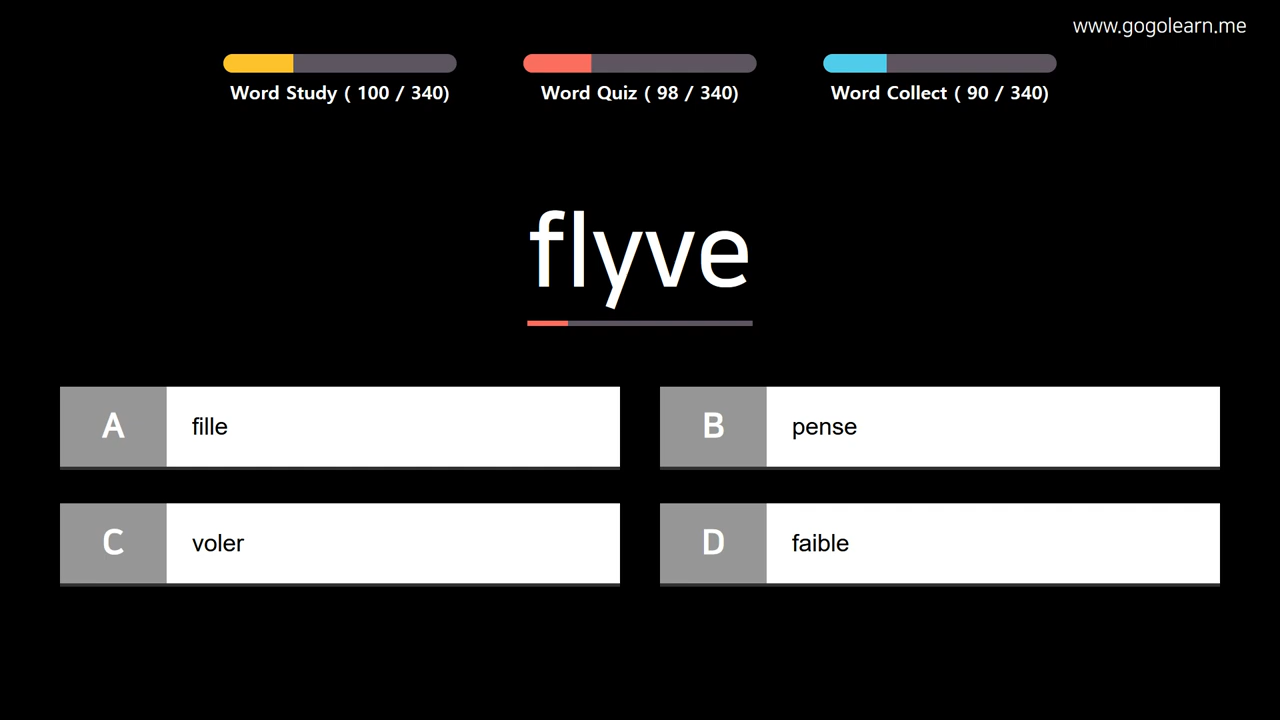 www.gogolearn.me
Word Study ( 100 / 340)
Word Quiz ( 98 / 340)
Word Collect ( 90 / 340)
flyve
A fille
B pense
C voler
D faible